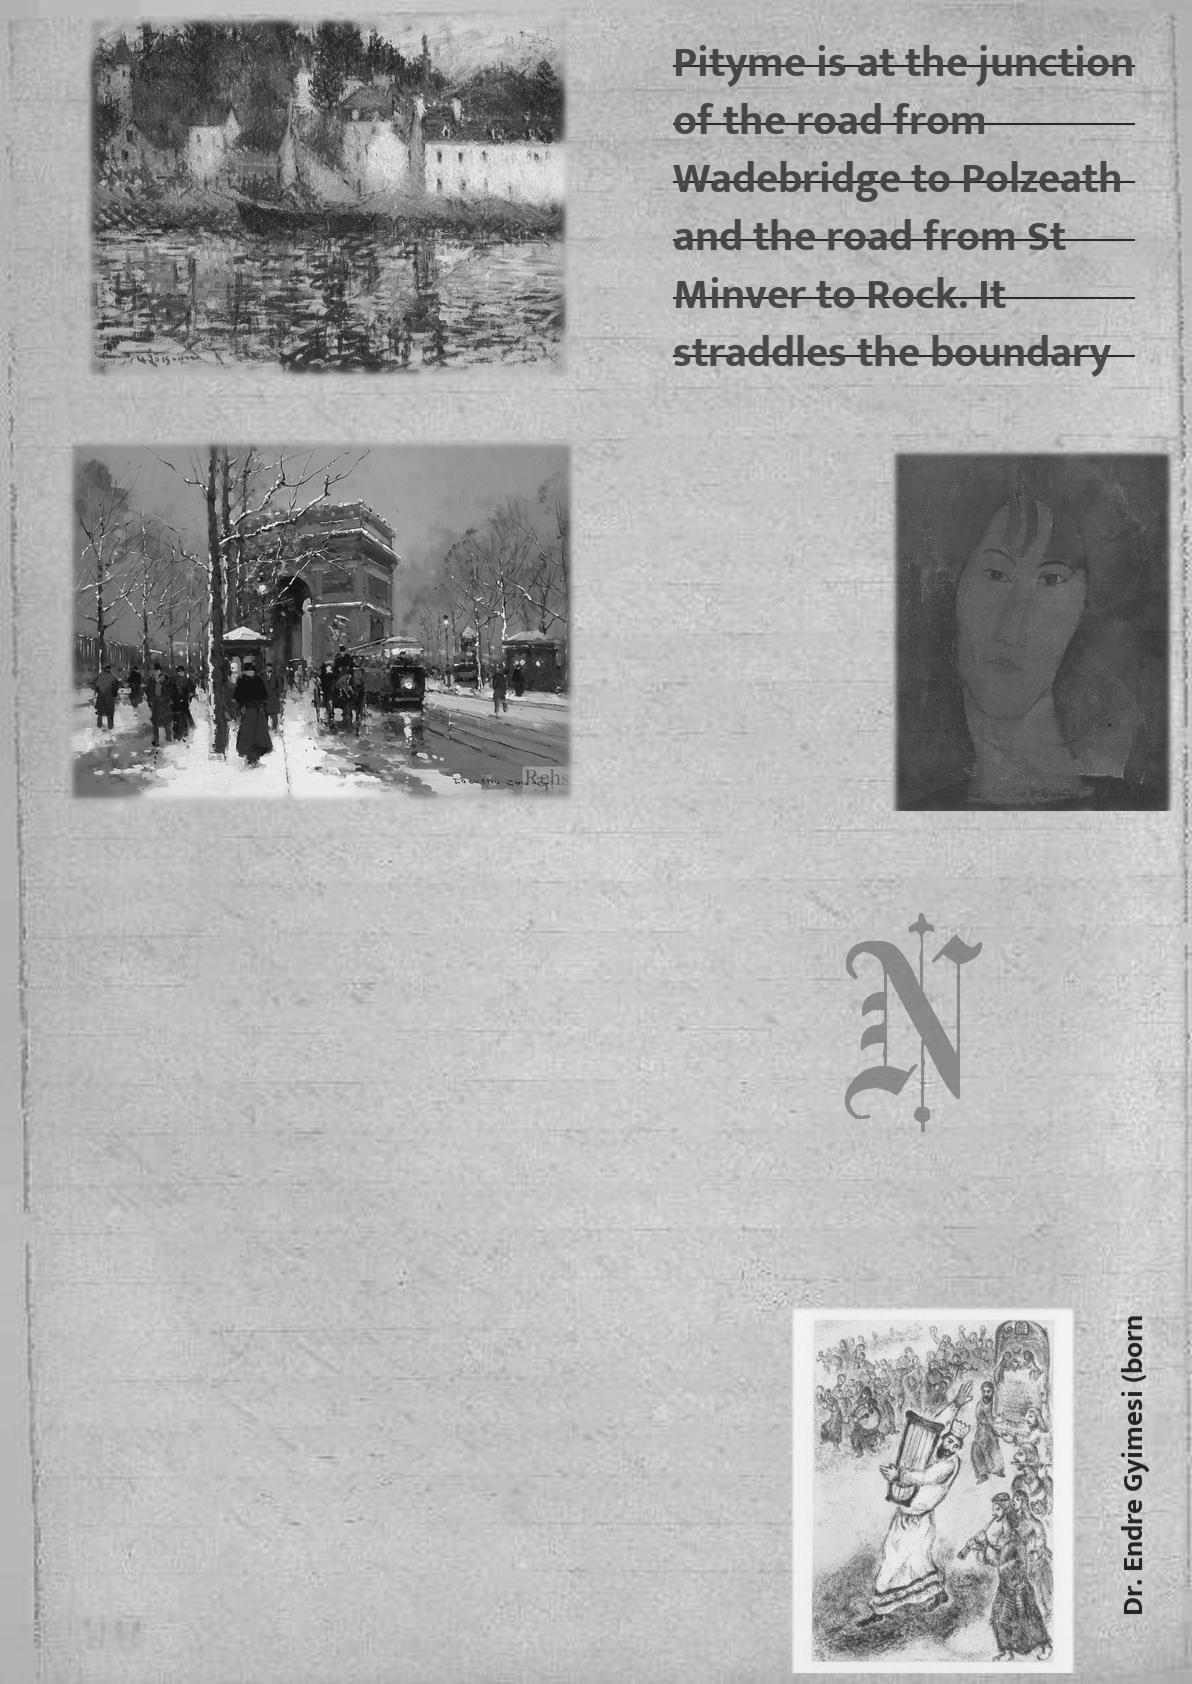 Pityme is at the junction
of the road from
Wadebridge to Polzeath
and the road from St
Minver to Rock. It
straddles the boundary
Rehs
N
Dr. Endre Gyimesi (born